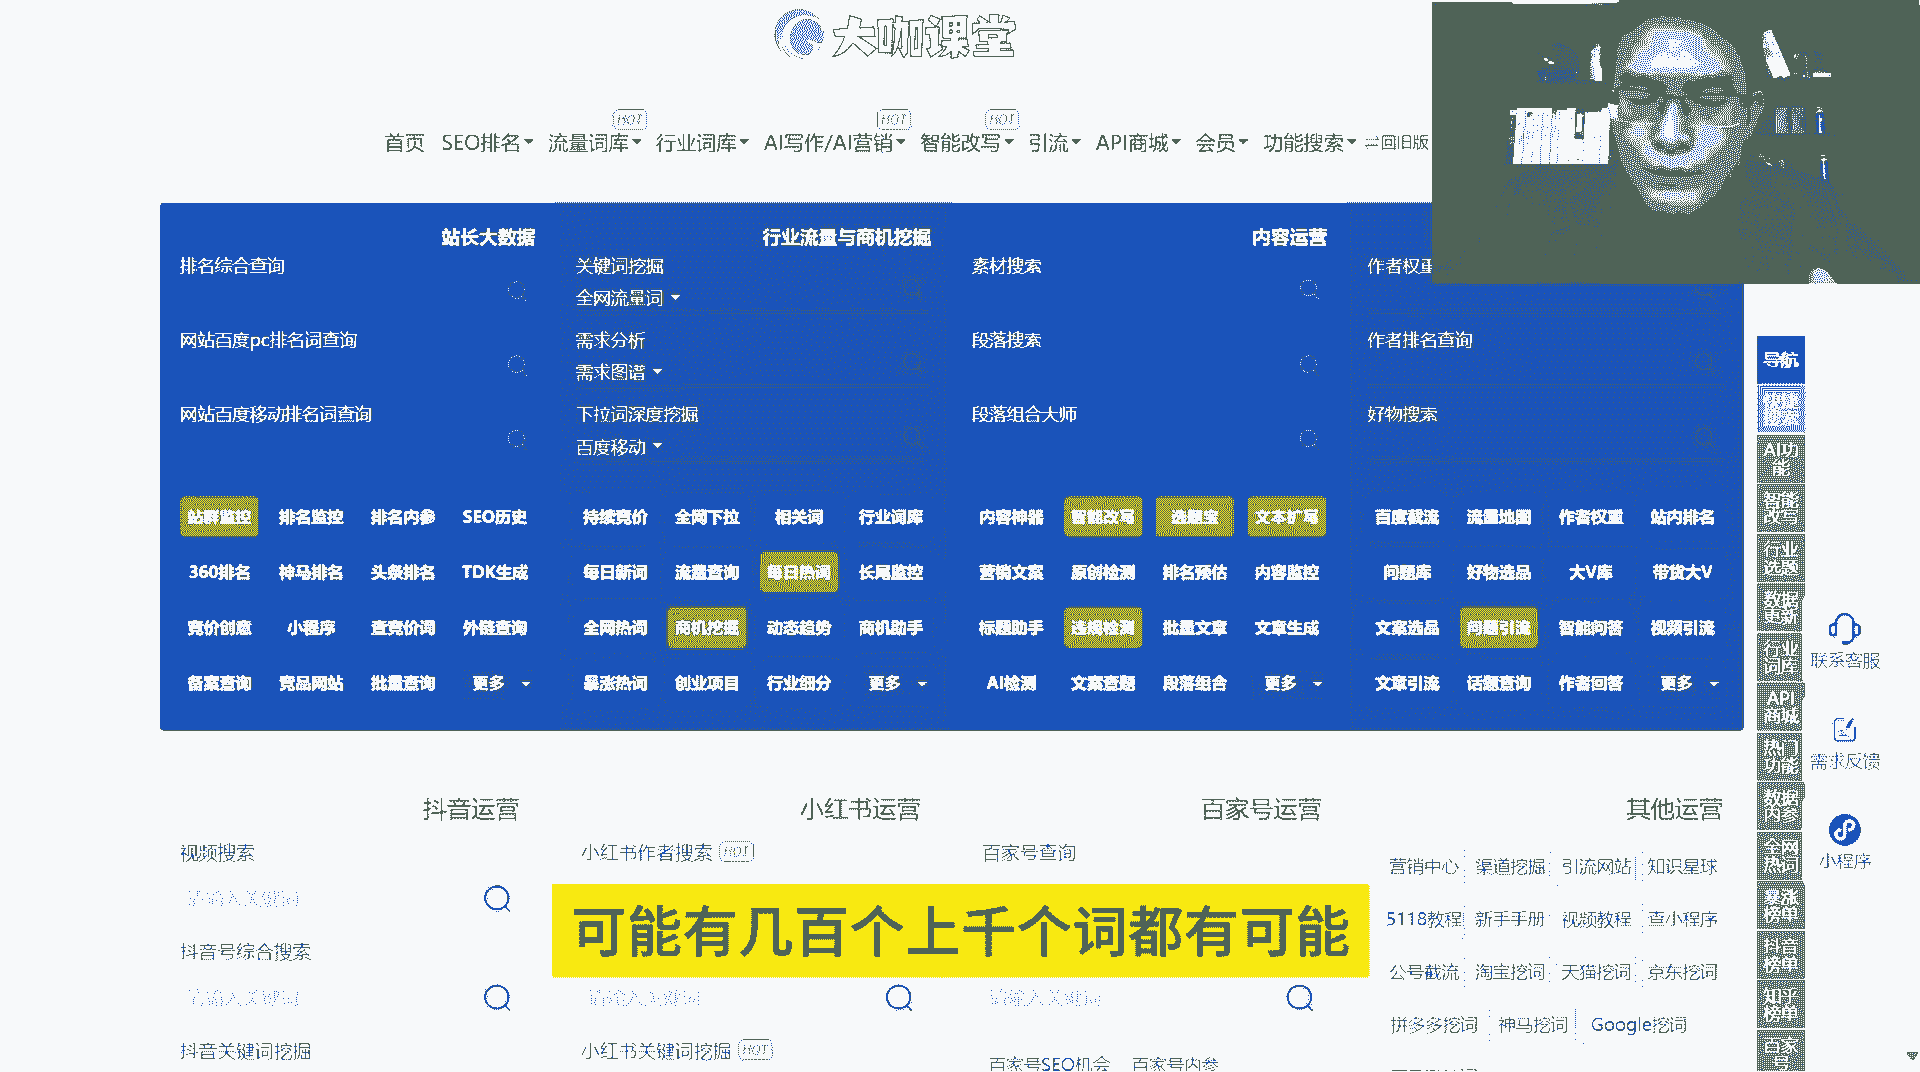 大咖课堂
HOT HOT HOT
首页 SEO排名 流量词库 行业词库 AI写作/AI营销 智能改写 引流 API商城 会员 功能搜索 回旧版
站长大数据 行业流量与商机挖掘 内容运营
排名综合查询 关键词挖掘 素材搜索 作者权重
全网流量词
网站百度pc排名词查询 需求分析 段落搜索 作者排名查询
需求图谱
网站百度移动排名词查询 下拉词深度挖掘 段落组合大师 好物搜索
百度移动
站群监控 排名监控 排名内参 SEO历史 持续竞价 全网下拉 相关词 行业词库 内容神器 智能改写 选题宝 文本扩写 百度截流 流量地图 作者权重 站内排名
360排名 神马排名 头条排名 TDK生成 每日新词 流量查询 每日热词 长尾监控 营销文案 原创检测 排名预估 内容监控 问题库 好物选品 大V库 带货大V
竞价创意 小程序 查竞价词 外链查询 全网热词 商机挖掘 动态趋势 商机助手 标题助手 违规检测 批量文章 文章生成 文案选品 问题引流 智能问答 视频引流
备案查询 竞品网站 批量查询 更多 暴涨热词 创业项目 行业细分 更多 AI检测 文案查题 段落组合 更多 文章引流 话题查询 作者回答 更多
抖音运营 小红书运营 百家号运营 其他运营
视频搜索 小红书作者搜索 HOT 百家号查询
营销中心 渠道挖掘 引流网站 知识星球
请输入关键词
可能有几百个上千个词都有可能
5118教程 新手手册 视频教程 查小程序
抖音号综合搜索
公号截流 淘宝挖词 天猫挖词 京东挖词
请输入关键词 请输入关键词 请输入关键词
拼多多挖词 神马挖词 Google挖词
抖音关键词挖掘 小红书关键词挖掘 HOT
百家号SEO机会 百家号内参
导航
AI功能
智能改写
行业选题
数据更新
行业词库
API商城
热门功能
数据内参
全网热词
暴涨榜单
抖音榜单
知乎榜单
百家号
联系客服
需求反馈
小程序